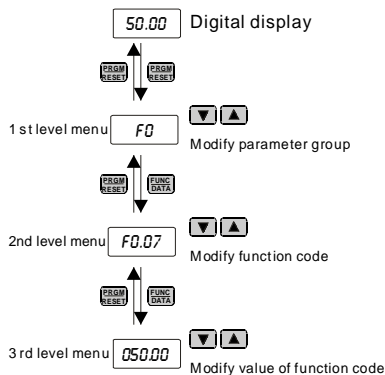 50.00 Digital display
PRGM RESET PRGM RESET
1 st level menu F0
Modify parameter group
PRGM RESET FUNC DATA
2nd level menu F0.07
Modify function code
PRGM RESET FUNC DATA
3 rd level menu 050.00
Modify value of function code